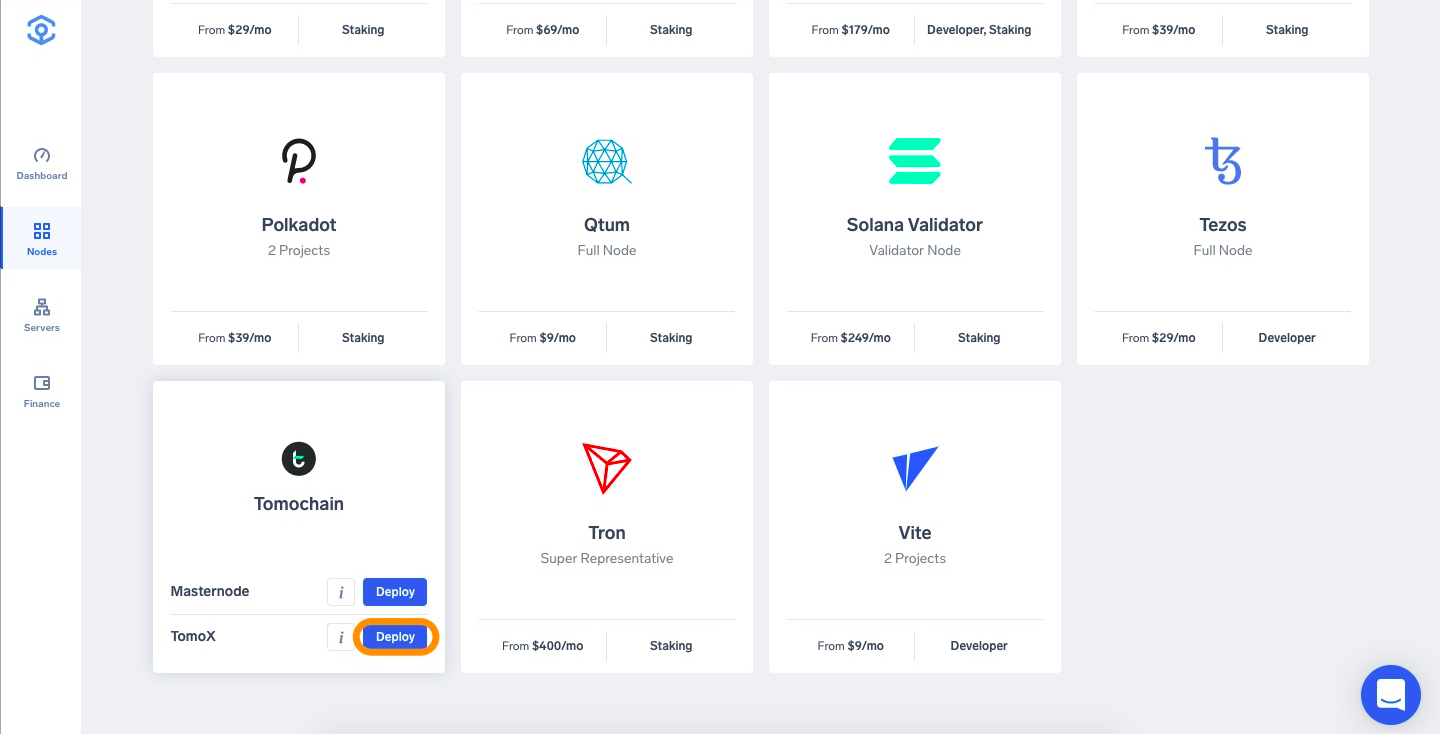 From $29/mo
Staking
From $69/mo
Staking
From $179/mo
Developer, Staking
From $39/mo
Staking
Dashboard
Nodes
Servers
Finance
Polkadot
2 Projects
From $39/mo
Staking
Qtum
Full Node
From $9/mo
Staking
Solana Validator
Validator Node
From $249/mo
Staking
Tezos
Full Node
From $29/mo
Developer
Tomochain
Masternode
i
Deploy
TomoX
i
Deploy
Tron
Super Representative
From $400/mo
Staking
Vite
2 Projects
From $9/mo
Developer